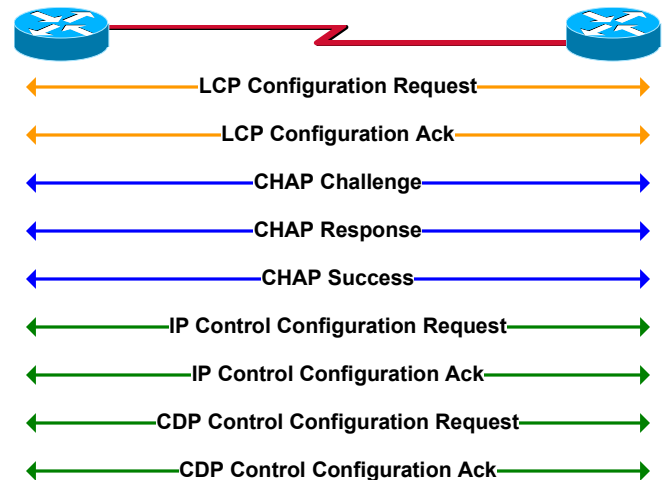 LCP Configuration Request
LCP Configuration Ack
CHAP Challenge
CHAP Response
CHAP Success
IP Control Configuration Request
IP Control Configuration Ack
CDP Control Configuration Request
CDP Control Configuration Ack